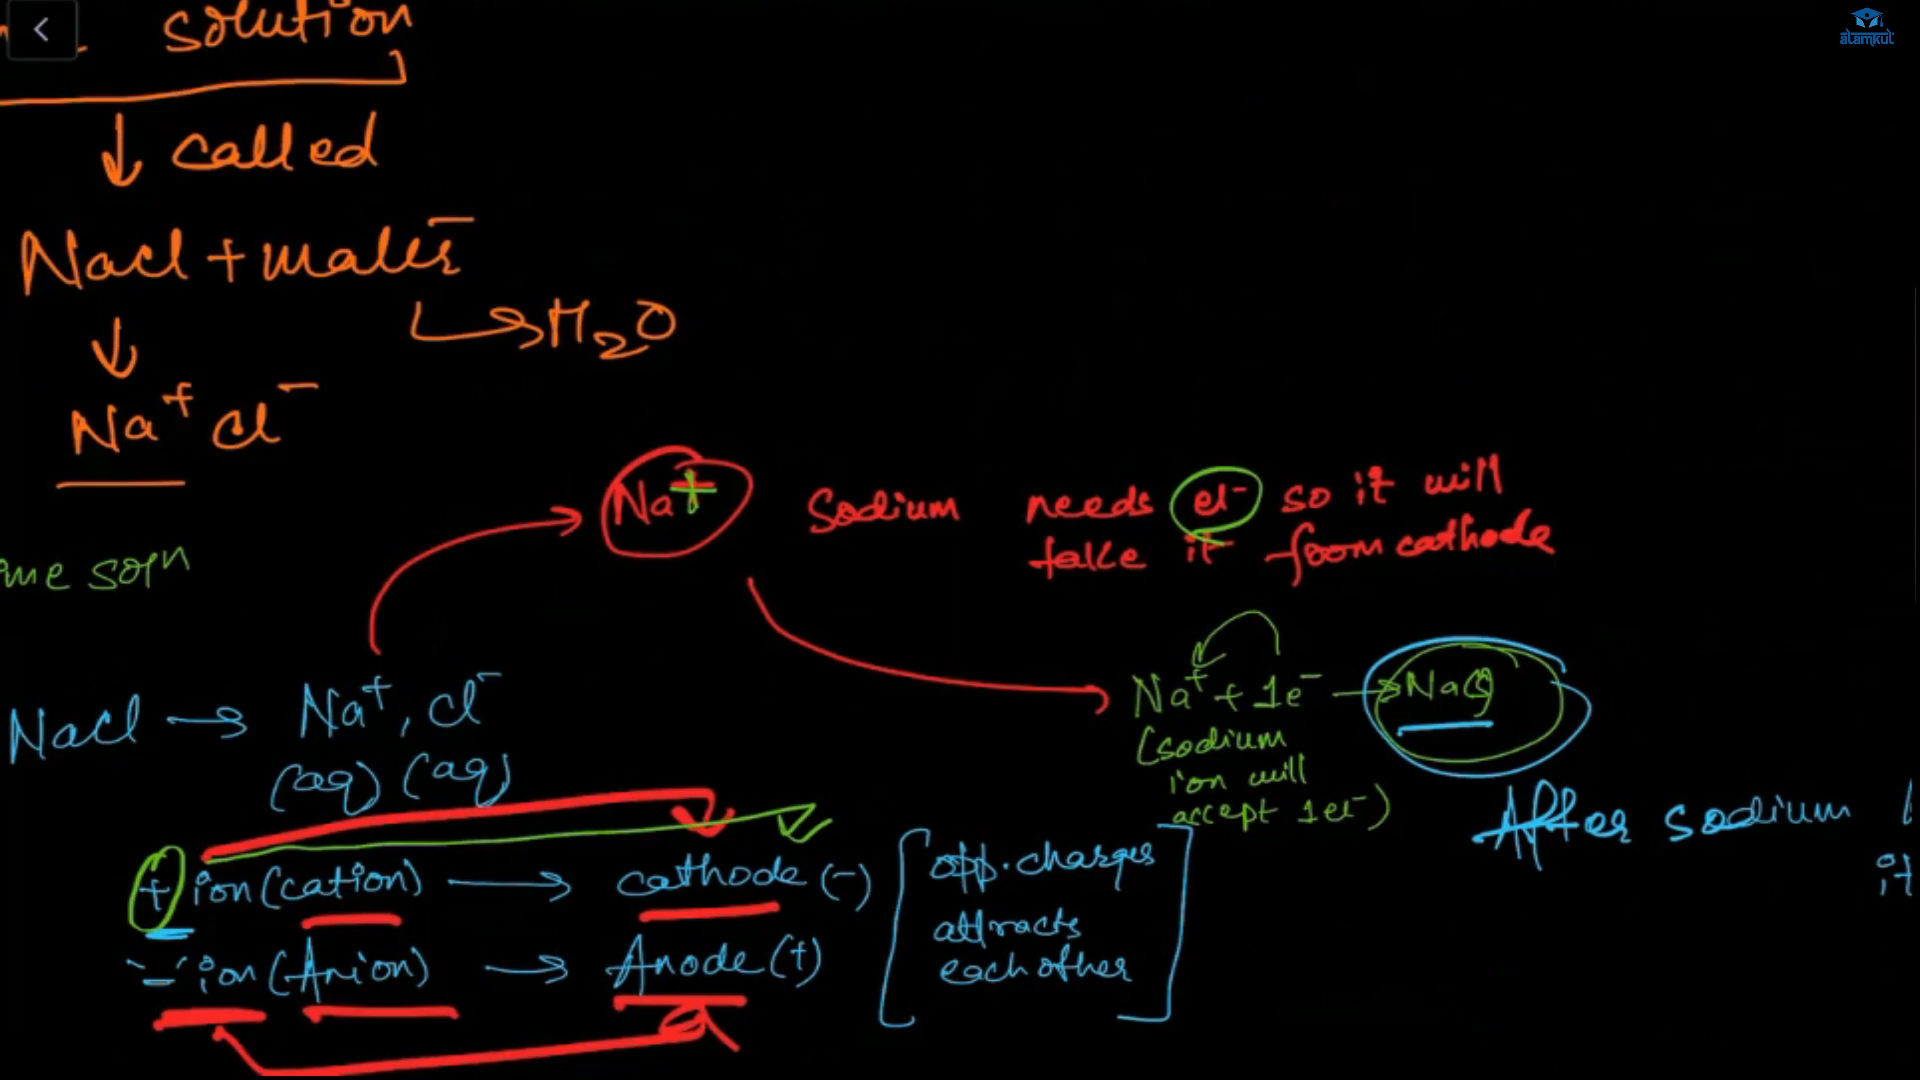 solution
alamkul
↓ called
NaCl + water
↳ H₂O
↓
Na⁺ Cl⁻
Na⁺ Sodium needs el⁻ so it will
take it from cathode
NaCl → Na⁺, Cl⁻
(aq) (aq)
Na⁺ + 1e⁻ → Na(s)
(sodium
ion will
accept 1el⁻)
After sodium
it
+ ion (cation) → cathode (-)
- ion (Anion) → Anode (+)
[opp. charges
attracts
each other]